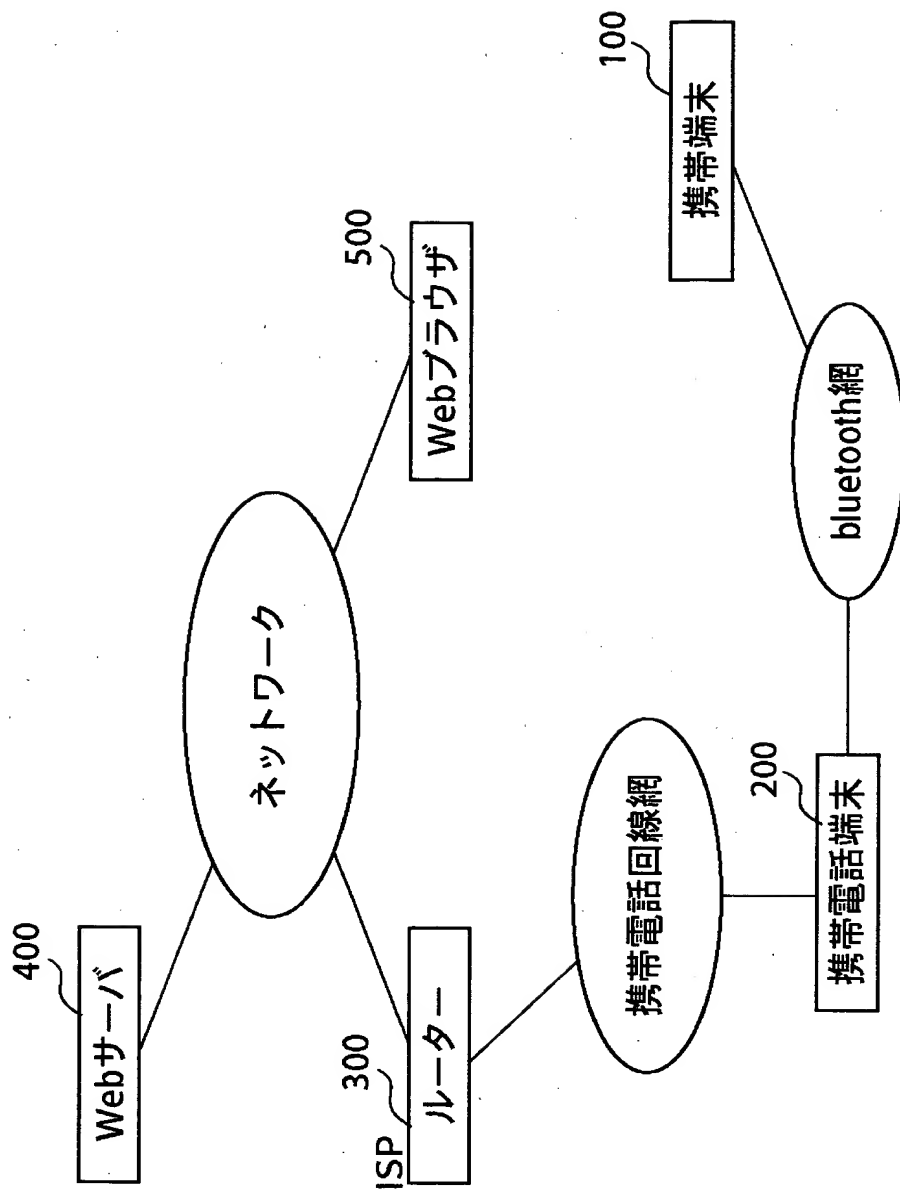 400
Webサーバ
ネットワーク
500
Webブラウザ
ISP
300
ルーター
携帯電話回線網
200
携帯電話端末
bluetooth網
100
携帯端末